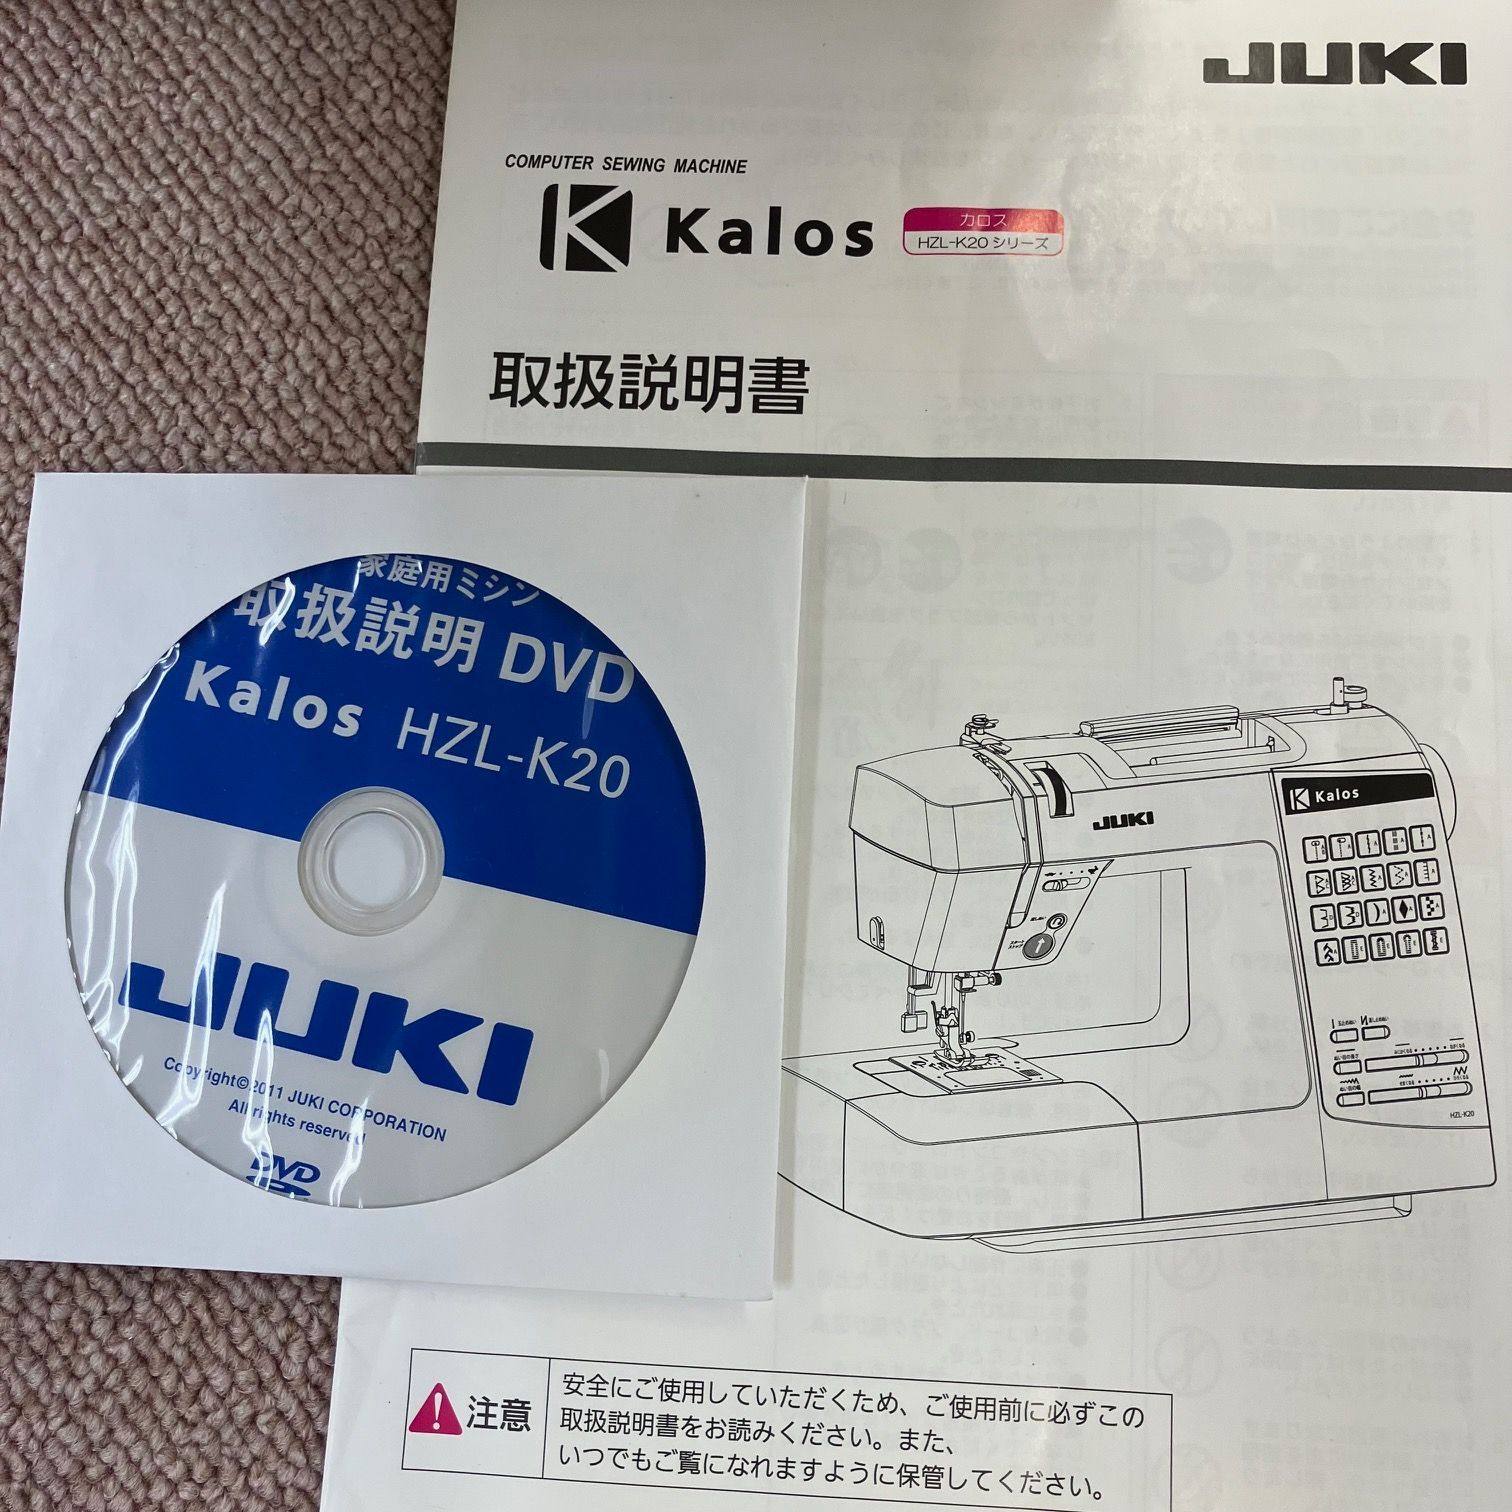 JUKI
COMPUTER SEWING MACHINE
K Kalos
カロス
HZL-K20 シリーズ
取扱説明書
家庭用ミシン
取扱説明 DVD
Kalos HZL-K20
JUKI
Copyright©2011 JUKI CORPORATION
All rights reserved
DVD
K Kalos
JUKI
HZL-K20
注意
安全にご使用していただくため、ご使用前に必ずこの
取扱説明書をお読みください。また、
いつでもご覧になれますように保管してください。